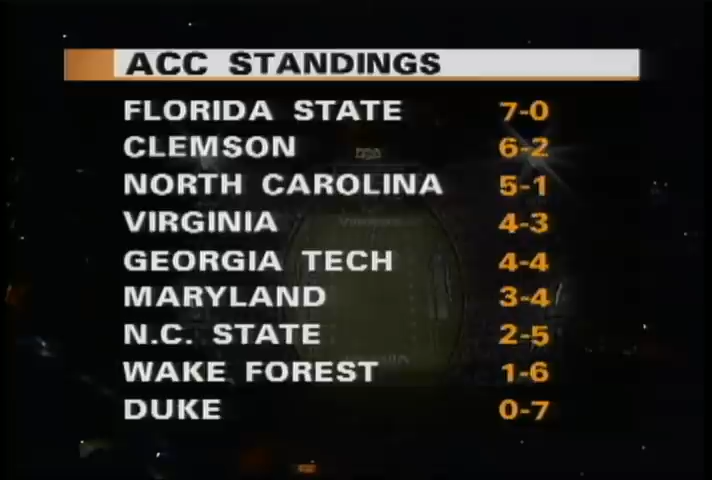 ACC STANDINGS
FLORIDA STATE 7-0
CLEMSON 6-2
NORTH CAROLINA 5-1
VIRGINIA 4-3
GEORGIA TECH 4-4
MARYLAND 3-4
N.C. STATE 2-5
WAKE FOREST 1-6
DUKE 0-7